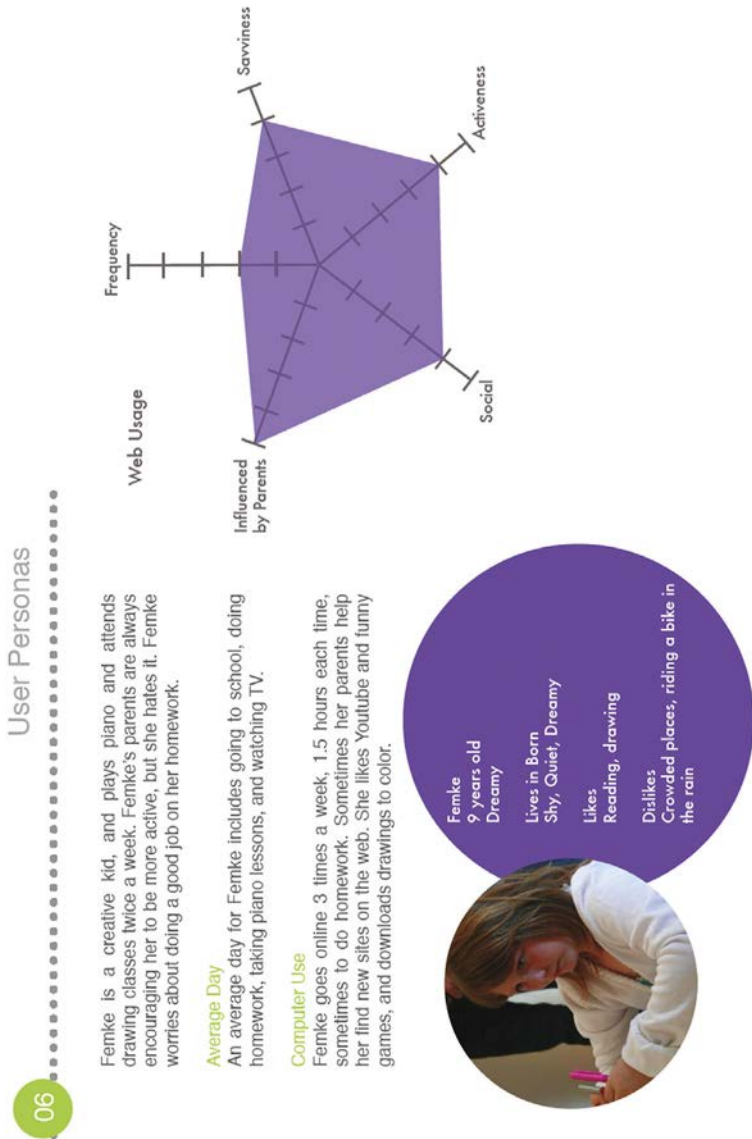 06
User Personas
Femke is a creative kid, and plays piano and attends
drawing classes twice a week. Femke's parents are always
encouraging her to be more active, but she hates it. Femke
worries about doing a good job on her homework.
Average Day
An average day for Femke includes going to school, doing
homework, taking piano lessons, and watching TV.
Computer Use
Femke goes online 3 times a week, 1.5 hours each time,
sometimes to do homework. Sometimes her parents help
her find new sites on the web. She likes Youtube and funny
games, and downloads drawings to color.
Femke
9 years old
Dreamy
Lives in Born
Shy, Quiet, Dreamy
Likes
Reading, drawing
Dislikes
Crowded places, riding a bike in
the rain
Web Usage
Frequency
Savviness
Activeness
Social
Influenced
by Parents